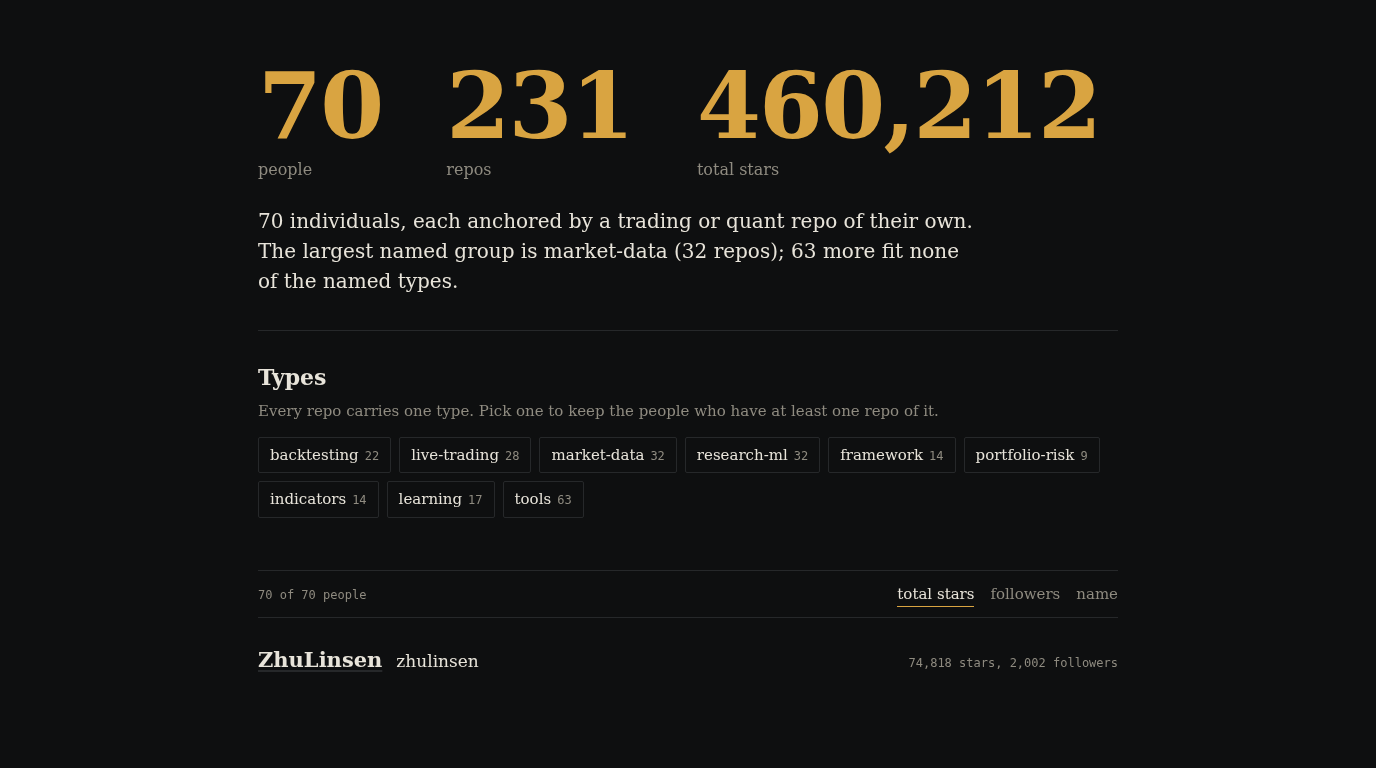 70 231 460,212
people repos total stars
70 individuals, each anchored by a trading or quant repo of their own.
The largest named group is market-data (32 repos); 63 more fit none
of the named types.
Types
Every repo carries one type. Pick one to keep the people who have at least one repo of it.
backtesting 22 live-trading 28 market-data 32 research-ml 32 framework 14 portfolio-risk 9
indicators 14 learning 17 tools 63
70 of 70 people total stars followers name
ZhuLinsen zhulinsen 74,818 stars, 2,002 followers